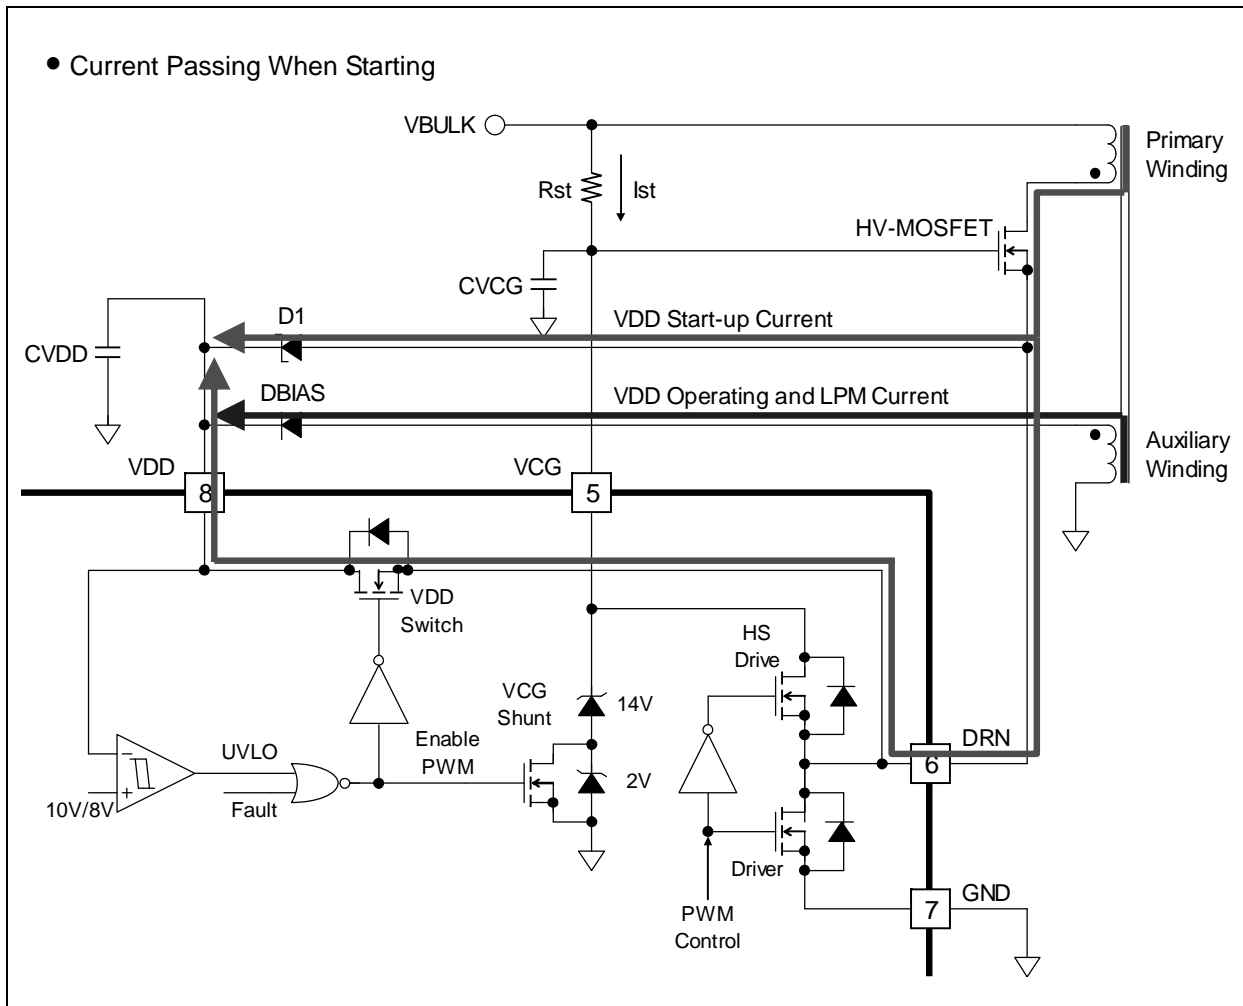 ● Current Passing When Starting
VBULK
Primary
Winding
Rst
Ist
HV-MOSFET
CVCG
D1
VDD Start-up Current
CVDD
DBIAS
VDD Operating and LPM Current
Auxiliary
Winding
VDD
VCG
8
5
VDD
Switch
HS
Drive
VCG
Shunt
14V
Enable
PWM
DRN
6
UVLO
2V
10V/8V
Fault
Driver
GND
7
PWM
Control